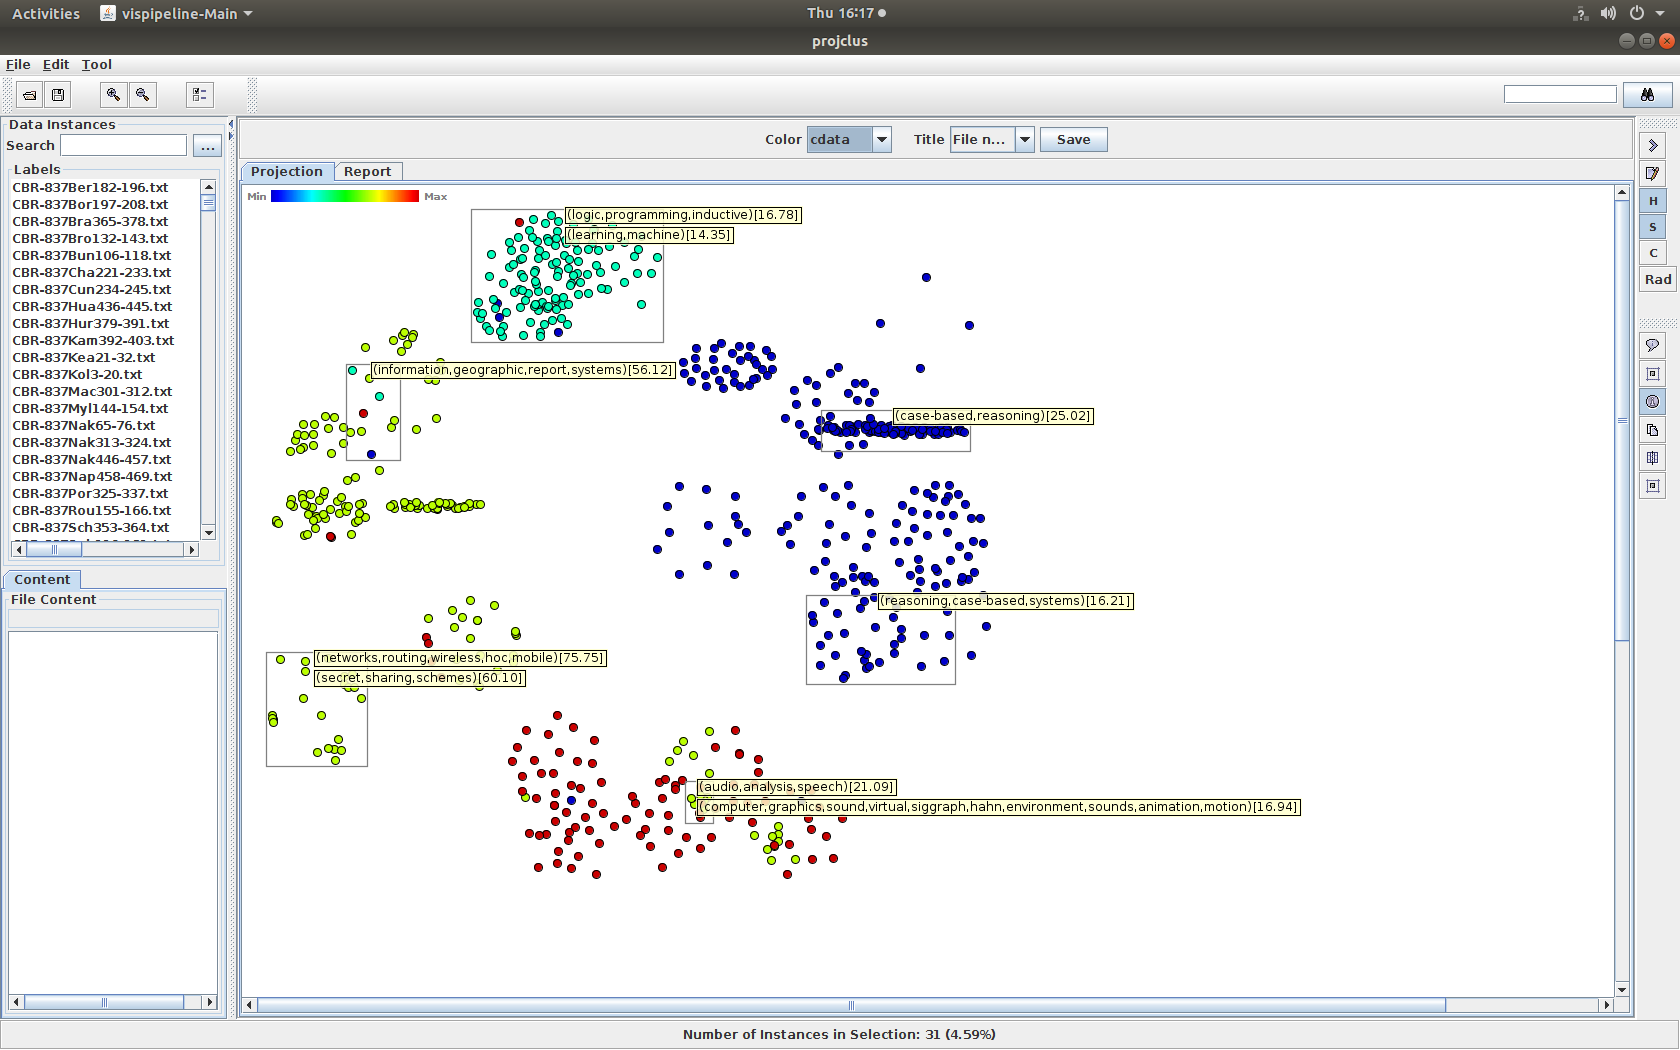 Activities vispipeline-Main Thu 16:17
projclus
File Edit Tool
Data Instances
Search ...
Labels
CBR-837Ber182-196.txt
CBR-837Bor197-208.txt
CBR-837Bra365-378.txt
CBR-837Bro132-143.txt
CBR-837Bun106-118.txt
CBR-837Cha221-233.txt
CBR-837Cun234-245.txt
CBR-837Hua436-445.txt
CBR-837Hur379-391.txt
CBR-837Kam392-403.txt
CBR-837Kea21-32.txt
CBR-837Kol3-20.txt
CBR-837Mac301-312.txt
CBR-837Myl144-154.txt
CBR-837Nak65-76.txt
CBR-837Nak313-324.txt
CBR-837Nak446-457.txt
CBR-837Nap458-469.txt
CBR-837Por325-337.txt
CBR-837Rou155-166.txt
CBR-837Sch353-364.txt
Content
File Content
Color cdata Title File n... Save
Projection Report
Min Max
(logic,programming,inductive)[16.78]
(learning,machine)[14.35]
(information,geographic,report,systems)[56.12]
(case-based,reasoning)[25.02]
(reasoning,case-based,systems)[16.21]
(networks,routing,wireless,hoc,mobile)[75.75]
(secret,sharing,schemes)[60.10]
(audio,analysis,speech)[21.09]
(computer,graphics,sound,virtual,siggraph,hahn,environment,sounds,animation,motion)[16.94]
H
S
C
Rad
Number of Instances in Selection: 31 (4.59%)